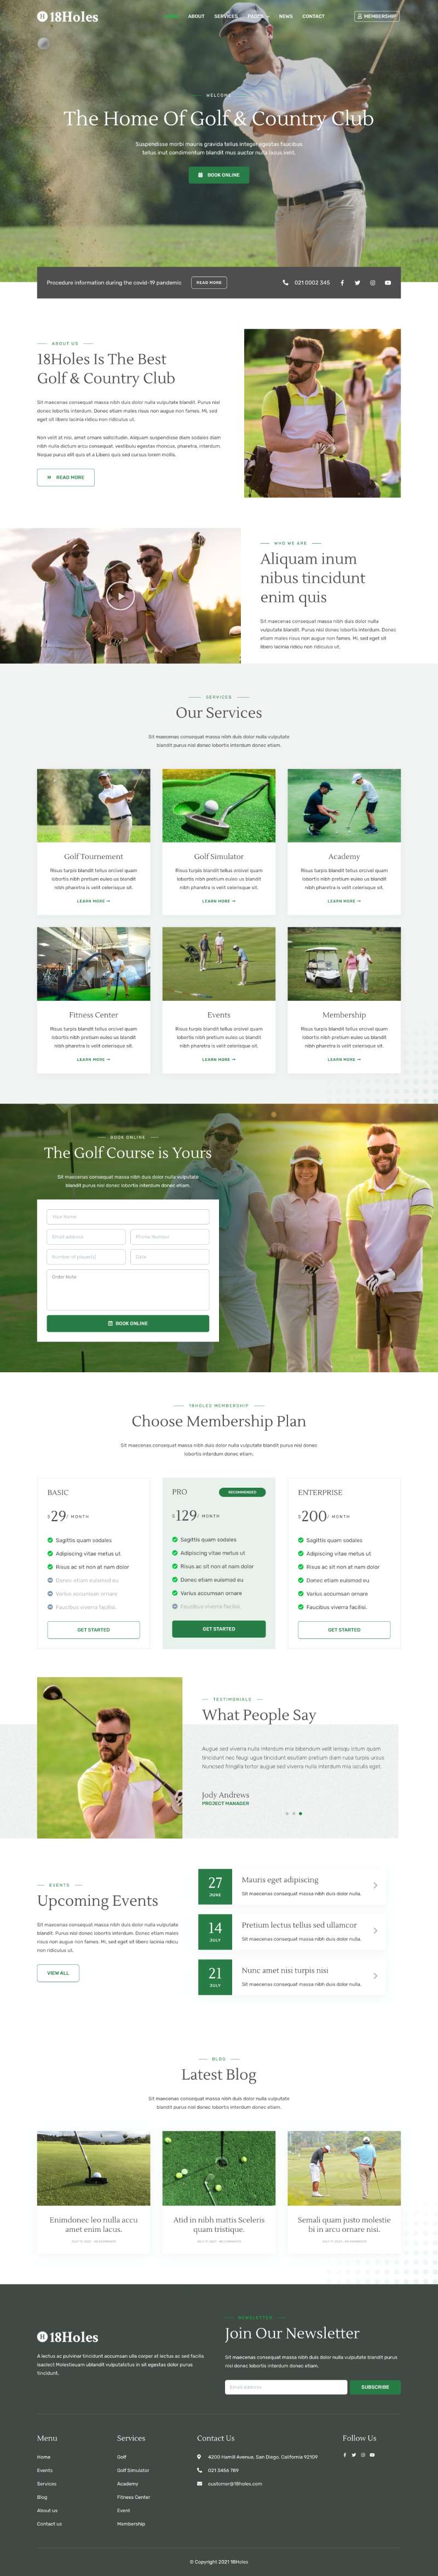 18Holes
ABOUT
SERVICES
PAGES
NEWS
CONTACT
MEMBERSHIP
WELCOME
The Home Of Golf & Country Club
Suspendisse morbi mauris gravida tellus integer egestas faucibus
tellus inut condimentum blandit mus auctor nulla lacus velit.
BOOK ONLINE
Procedure information during the covid-19 pandemic
READ MORE
021 0002 345
ABOUT US
18Holes Is The Best
Golf & Country Club
Sit maecenas consequat massa nibh duis dolor nulla vulputate blandit. Purus nisl
donec lobortis interdum. Donec etiam males risus non augue non fames. Mi, sed
eget sit libero lacinia ridicu non ridiculus ut.
Non velit at nisi, amet ornare sollicitudin. Aliquam suspendisse diam sodales diam
nibh nulla dictum arcu consequat, vestibulu egestas rhoncus, pharetra, interdum.
Neque purus elit quis et a Libero quis sed cursus lorem mollis.
READ MORE
WHO WE ARE
Aliquam inum
nibus tincidunt
enim quis
Sit maecenas consequat massa nibh duis dolor nulla
vulputate blandit. Purus nisl donec lobortis interdum. Donec
etiam males risus non augue non fames. Mi, sed eget sit
libero lacinia ridicu non ridiculus ut.
SERVICES
Our Services
Sit maecenas consequat massa nibh duis dolor nulla vulputate
blandit purus nisl donec lobortis interdum donec etiam.
Golf Tournement
Risus turpis blandit tellus orcivel quam
lobortis nibh pretium euleo us blandit
nibh pharetra is velit celerisque sit.
LEARN MORE
Golf Simulator
Risus turpis blandit tellus orcivel quam
lobortis nibh pretium euleo us blandit
nibh pharetra is velit celerisque sit.
LEARN MORE
Academy
Risus turpis blandit tellus orcivel quam
lobortis nibh pretium euleo us blandit
nibh pharetra is velit celerisque sit.
LEARN MORE
Fitness Center
Risus turpis blandit tellus orcivel quam
lobortis nibh pretium euleo us blandit
nibh pharetra is velit celerisque sit.
LEARN MORE
Events
Risus turpis blandit tellus orcivel quam
lobortis nibh pretium euleo us blandit
nibh pharetra is velit celerisque sit.
LEARN MORE
Membership
Risus turpis blandit tellus orcivel quam
lobortis nibh pretium euleo us blandit
nibh pharetra is velit celerisque sit.
LEARN MORE
BOOK ONLINE
The Golf Course is Yours
Sit maecenas consequat massa nibh duis dolor nulla vulputate
blandit purus nisl donec lobortis interdum donec etiam.
Your Name
Email address
Phone Number
Number of player(s)
Date
Order Note
BOOK ONLINE
18HOLES MEMBERSHIP
Choose Membership Plan
Sit maecenas consequat massa nibh duis dolor nulla vulputate blandit purus nisl donec
lobortis interdum donec etiam.
BASIC
$29/ MONTH
Sagittis quam sodales
Adipiscing vitae metus ut
Risus ac sit non at nam dolor
Donec etiam euismod eu
Varius accumsan ornare
Faucibus viverra facilisi.
GET STARTED
PRO
RECOMMENDED
$129/ MONTH
Sagittis quam sodales
Adipiscing vitae metus ut
Risus ac sit non at nam dolor
Donec etiam euismod eu
Varius accumsan ornare
Faucibus viverra facilisi.
GET STARTED
ENTERPRISE
$200/ MONTH
Sagittis quam sodales
Adipiscing vitae metus ut
Risus ac sit non at nam dolor
Donec etiam euismod eu
Varius accumsan ornare
Faucibus viverra facilisi.
GET STARTED
TESTIMONIALS
What People Say
Augue sed viverra nulla interdum mia bibendum velit lerisqu ictum quam
tincidunt nec feugi ugue tincidunt esullam pretium diam rusa turpis usus
Nuncsed fringilla tortor augue sed viverra nulla interdum mia iaculis eget.
Jody Andrews
PROJECT MANAGER
EVENTS
Upcoming Events
Sit maecenas consequat massa nibh duis dolor nulla vulputate
blandit. Purus nisl donec lobortis interdum. Donec etiam males
risus non augue non fames. Mi, sed eget sit libero lacinia ridicu
non ridiculus ut.
VIEW ALL
27
JUNE
Mauris eget adipiscing
Sit maecenas consequat massa nibh duis dolor nulla.
14
JULY
Pretium lectus tellus sed ullamcor
Sit maecenas consequat massa nibh duis dolor nulla.
21
JULY
Nunc amet nisi turpis nisi
Sit maecenas consequat massa nibh duis dolor nulla.
BLOG
Latest Blog
Sit maecenas consequat massa nibh duis dolor nulla vulputate
blandit purus nisl donec lobortis interdum donec etiam.
Enimdonec leo nulla accu
amet enim lacus.
Atid in nibh mattis Sceleris
quam tristique.
Semali quam justo molestie
bi in arcu ornare nisi.
18Holes
A lectus ac pulvinar tincidunt accumsan ulla corper at lectus ac sed facilis
NEWSLETTER
Join Our Newsletter
Sit maecenas consequat massa nibh duis dolor nulla vulputate blandit purus
nisl donec lobortis interdum donec etiam.
Email address
SUBSCRIBE
Menu
Home
Events
Services
Blog
About us
Contact us
Services
Golf
Golf Simulator
Academy
Fitness Center
Event
Membership
Contact Us
4200 Hamill Avenue, San Diego, California 92109
021 3456 789
customer@18holes.com
Follow Us
© Copyright 2021 18Holes